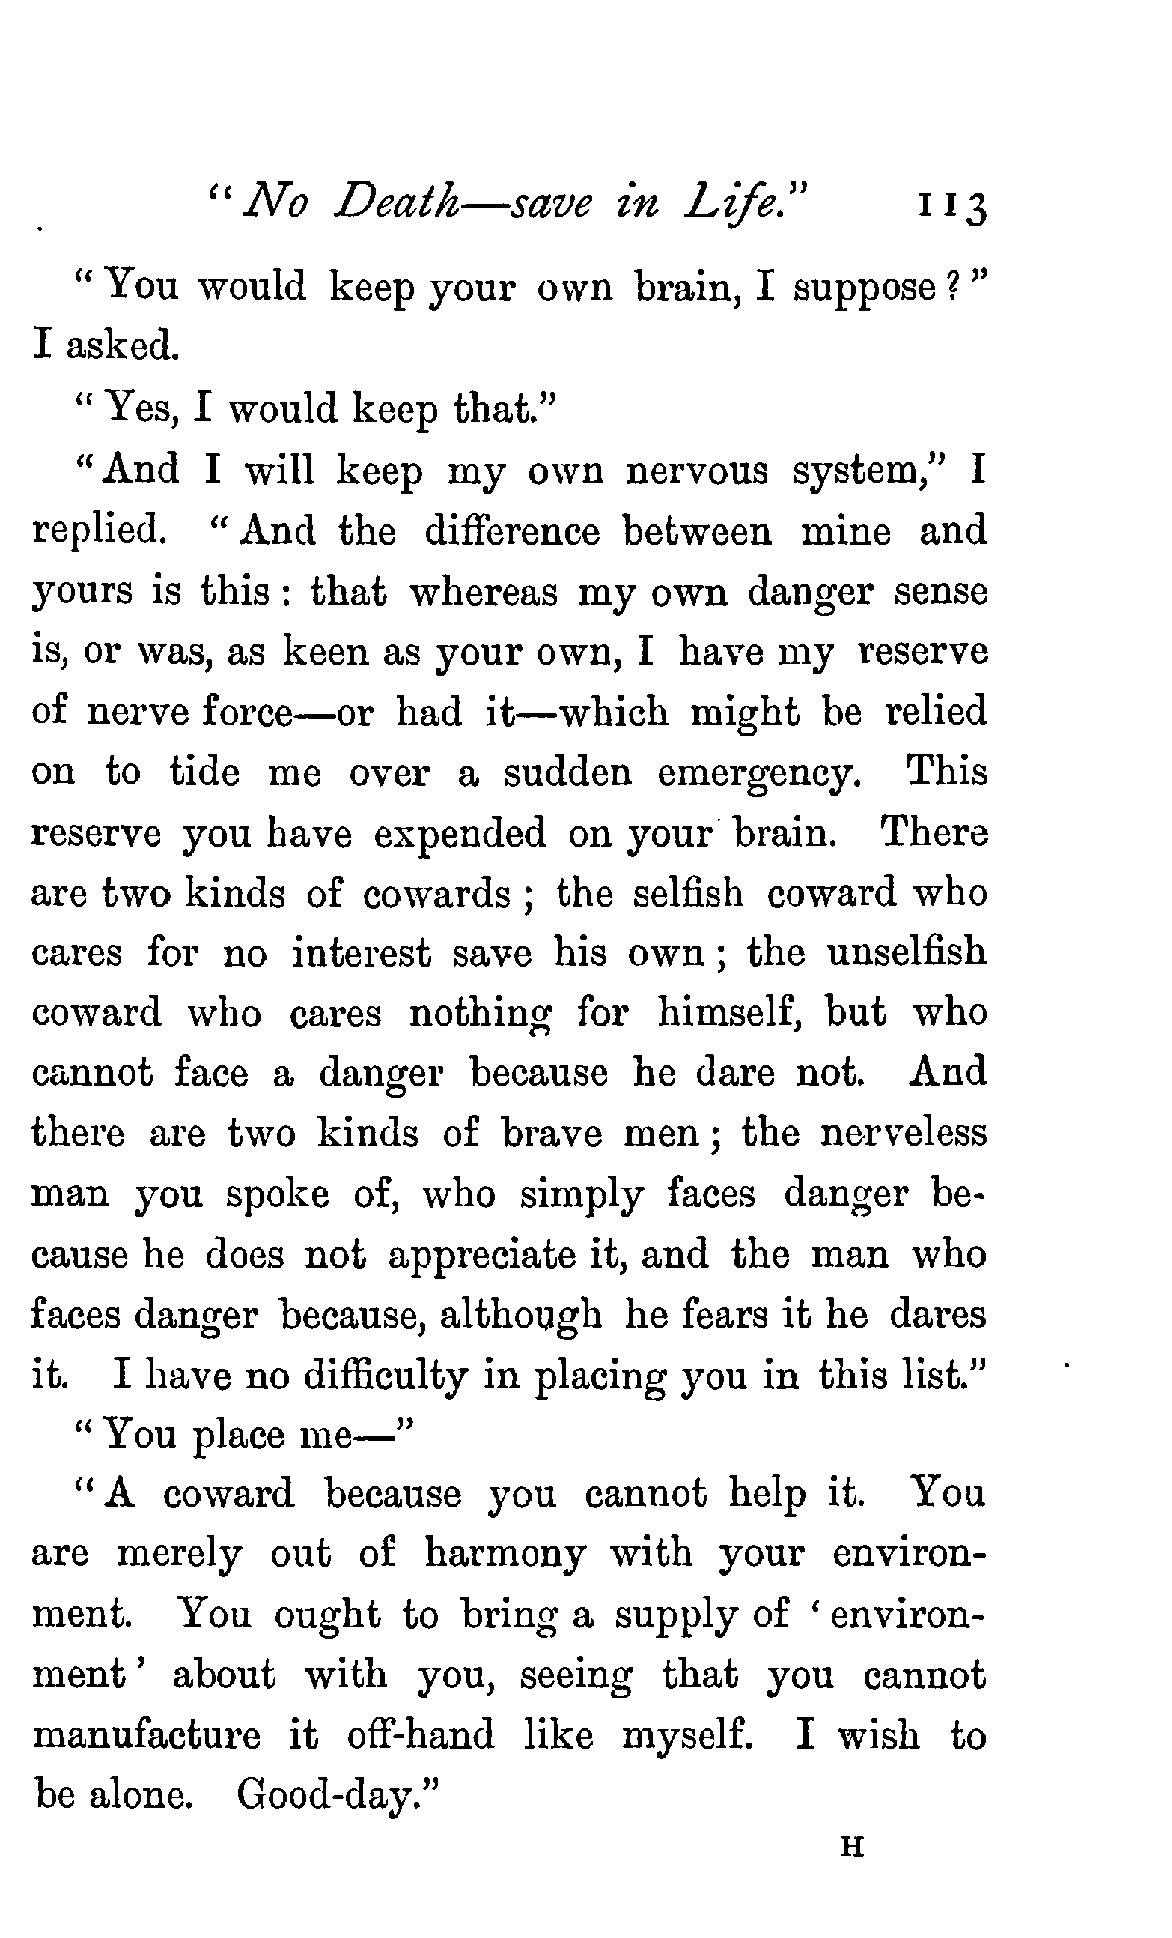 “No Death—save in Life.” 113
“You would keep your own brain, I suppose?”
I asked.
“Yes, I would keep that.”
“And I will keep my own nervous system,” I
replied. “And the difference between mine and
yours is this: that whereas my own danger sense
is, or was, as keen as your own, I have my reserve
of nerve force—or had it—which might be relied
on to tide me over a sudden emergency. This
reserve you have expended on your brain. There
are two kinds of cowards; the selfish coward who
cares for no interest save his own; the unselfish
coward who cares nothing for himself, but who
cannot face a danger because he dare not. And
there are two kinds of brave men; the nerveless
man you spoke of, who simply faces danger be-
cause he does not appreciate it, and the man who
faces danger because, although he fears it he dares
it. I have no difficulty in placing you in this list.”
“You place me—”
“A coward because you cannot help it. You
are merely out of harmony with your environ-
ment. You ought to bring a supply of ‘environ-
ment’ about with you, seeing that you cannot
manufacture it off-hand like myself. I wish to
be alone. Good-day.”
H